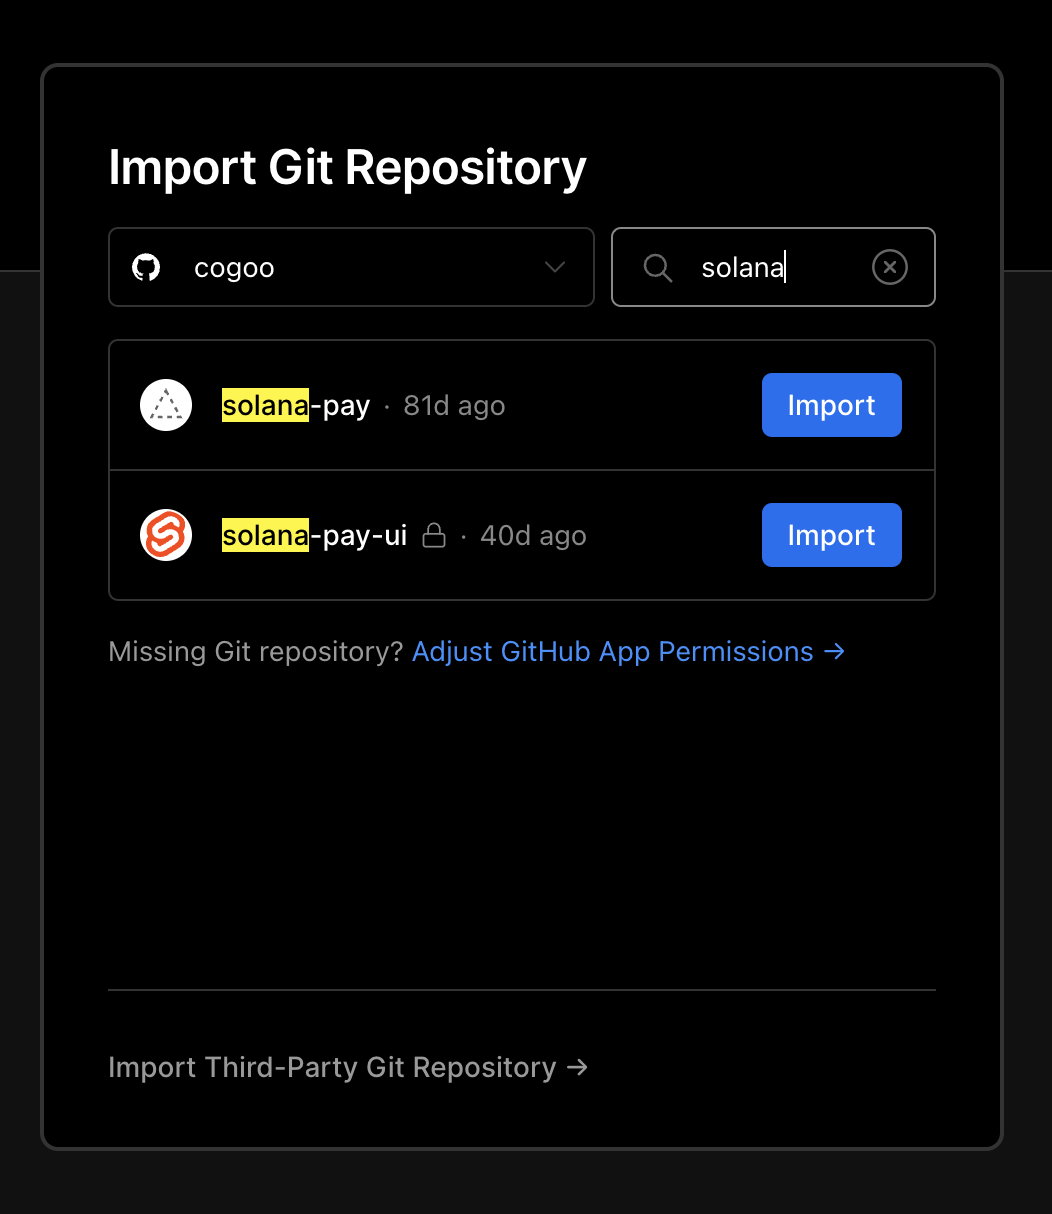 Import Git Repository
cogoo
solana
solana-pay · 81d ago
Import
solana-pay-ui · 40d ago
Import
Missing Git repository? Adjust GitHub App Permissions →
Import Third-Party Git Repository →